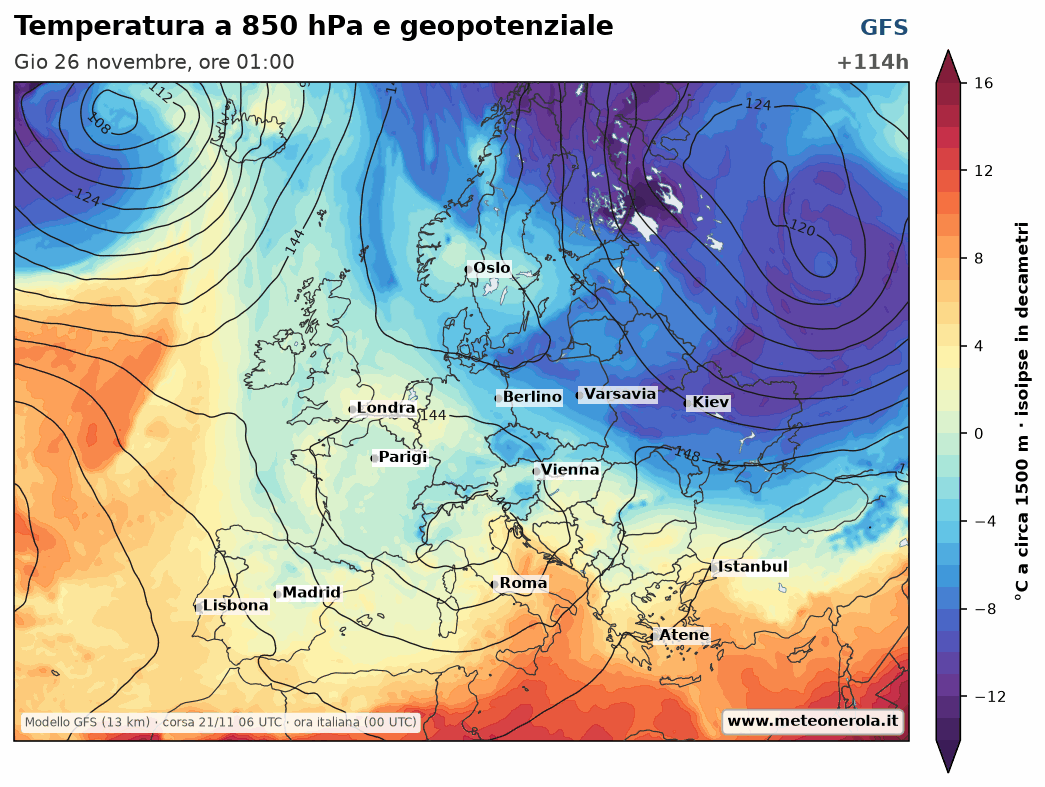 Temperatura a 850 hPa e geopotenziale
GFS
Gio 26 novembre, ore 01:00
+114h
112
108
124
124
120
144
144
148
Oslo
Londra
Berlino
Varsavia
Kiev
Parigi
Vienna
Roma
Istanbul
Madrid
Lisbona
Atene
16
12
8
4
0
−4
−8
−12
°C a circa 1500 m · isoipse in decametri
Modello GFS (13 km) · corsa 21/11 06 UTC · ora italiana (00 UTC)
www.meteonerola.it